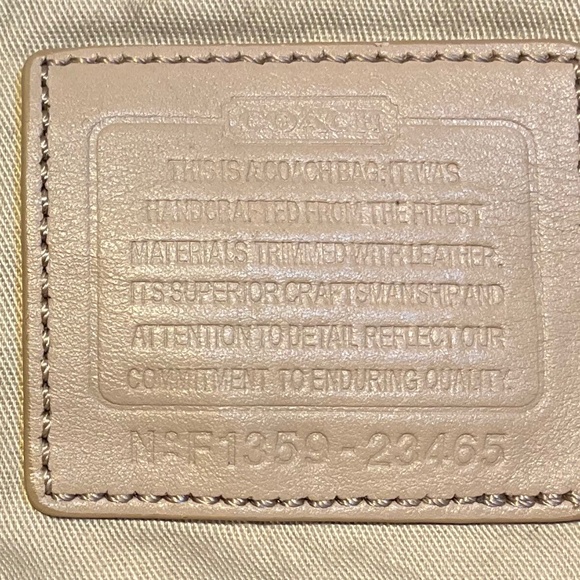 COACH
THIS IS A COACH BAG. IT WAS
HANDCRAFTED FROM THE FINEST
MATERIALS TRIMMED WITH LEATHER.
ITS SUPERIOR CRAFTSMANSHIP AND
ATTENTION TO DETAIL REFLECT OUR
COMMITMENT TO ENDURING QUALITY.
Nº F1359-23465